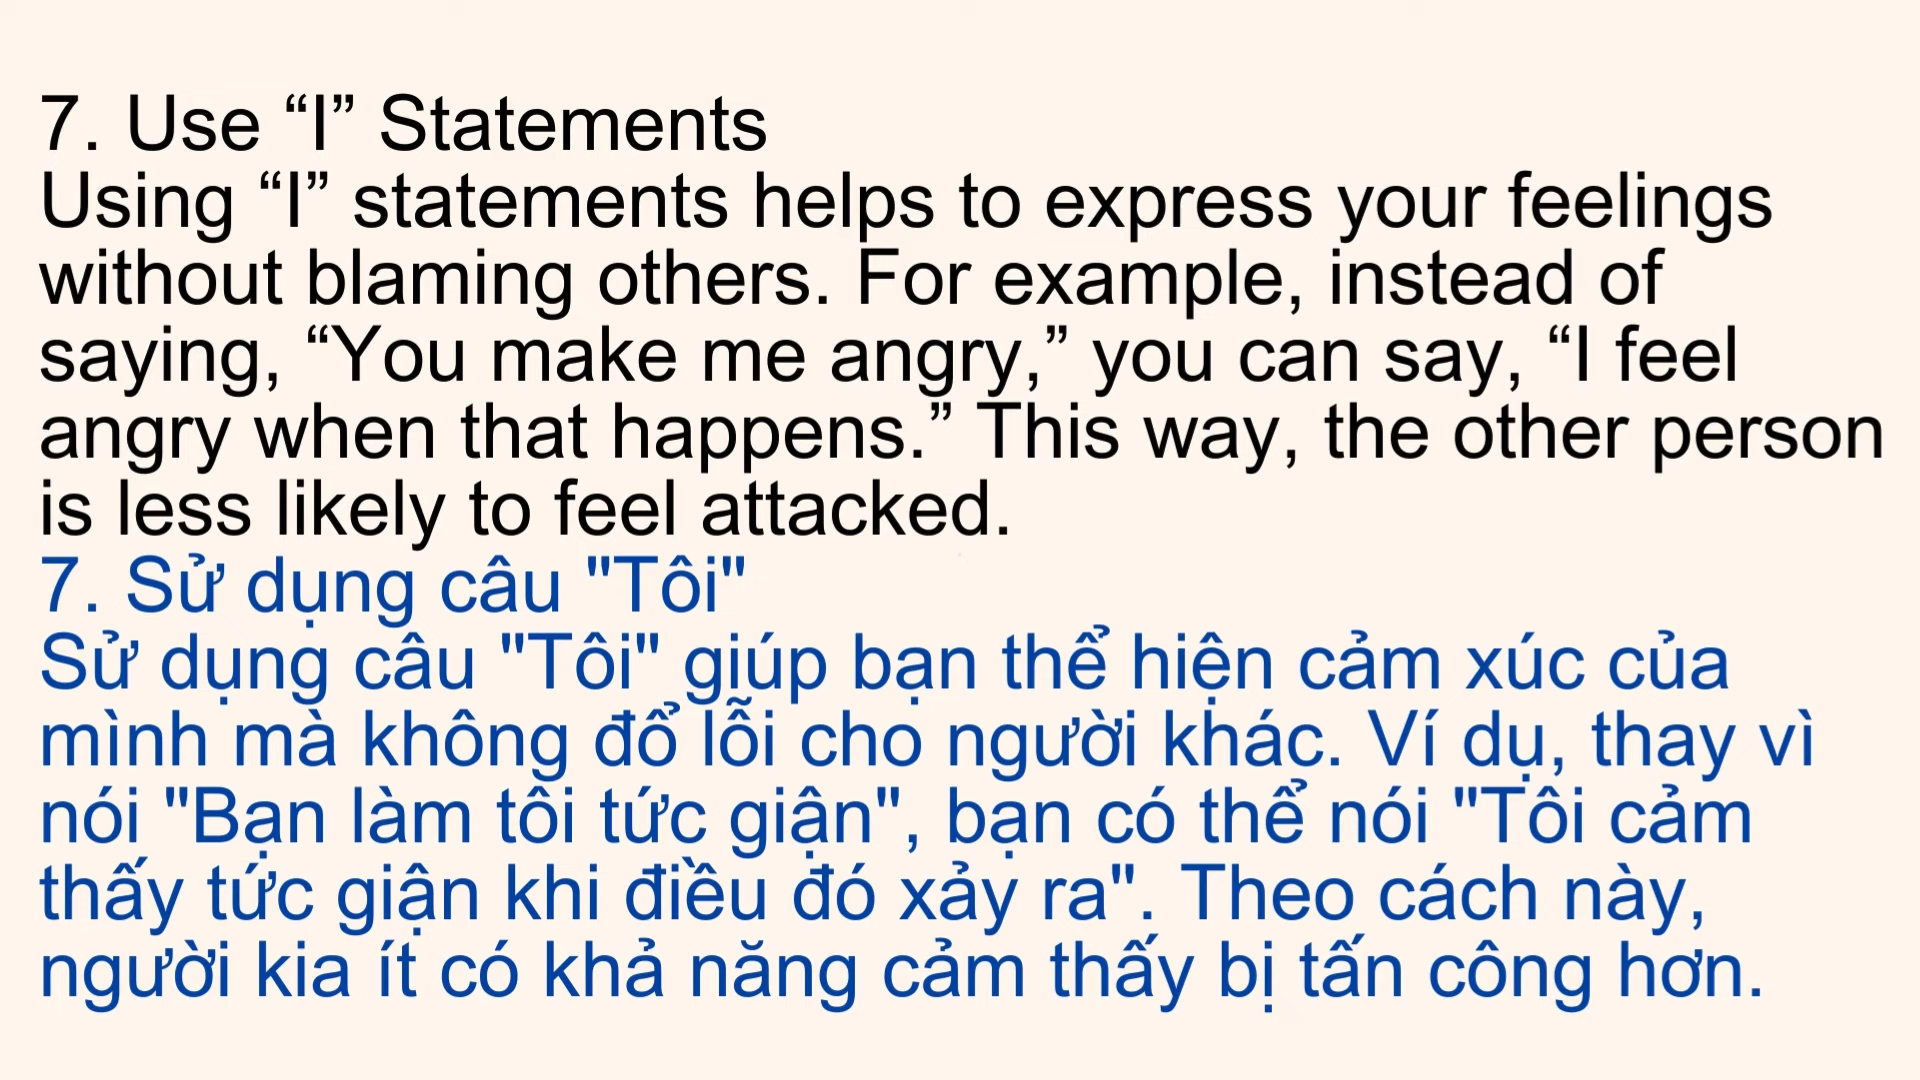 7. Use “I” Statements
Using “I” statements helps to express your feelings
without blaming others. For example, instead of
saying, “You make me angry,” you can say, “I feel
angry when that happens.” This way, the other person
is less likely to feel attacked.
7. Sử dụng câu "Tôi"
Sử dụng câu "Tôi" giúp bạn thể hiện cảm xúc của
mình mà không đổ lỗi cho người khác. Ví dụ, thay vì
nói "Bạn làm tôi tức giận", bạn có thể nói "Tôi cảm
thấy tức giận khi điều đó xảy ra". Theo cách này,
người kia ít có khả năng cảm thấy bị tấn công hơn.